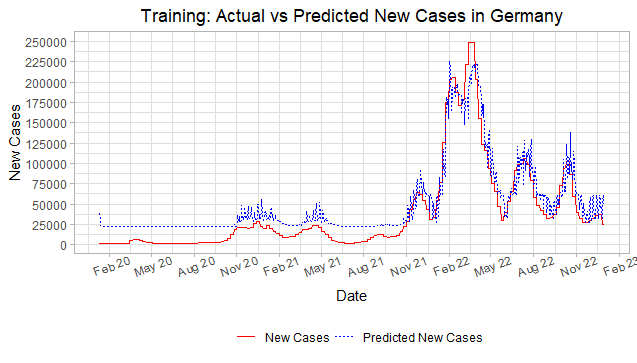 Training: Actual vs Predicted New Cases in Germany
New Cases
250000
225000
200000
175000
150000
125000
100000
75000
50000
25000
0
Feb 20 May 20 Aug 20 Nov 20 Feb 21 May 21 Aug 21 Nov 21 Feb 22 May 22 Aug 22 Nov 22 Feb 23
Date
New Cases Predicted New Cases